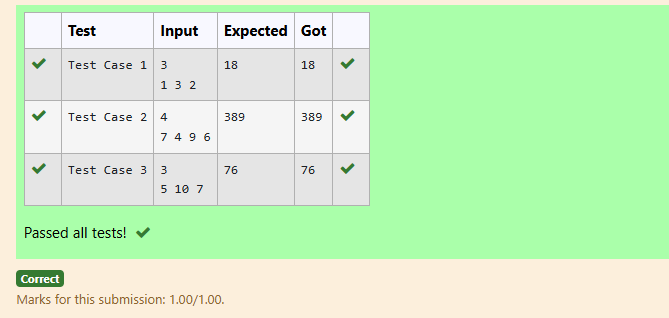 Test Input Expected Got
Test Case 1 3 18 18
1 3 2
Test Case 2 4 389 389
7 4 9 6
Test Case 3 3 76 76
5 10 7
Passed all tests!
Correct
Marks for this submission: 1.00/1.00.